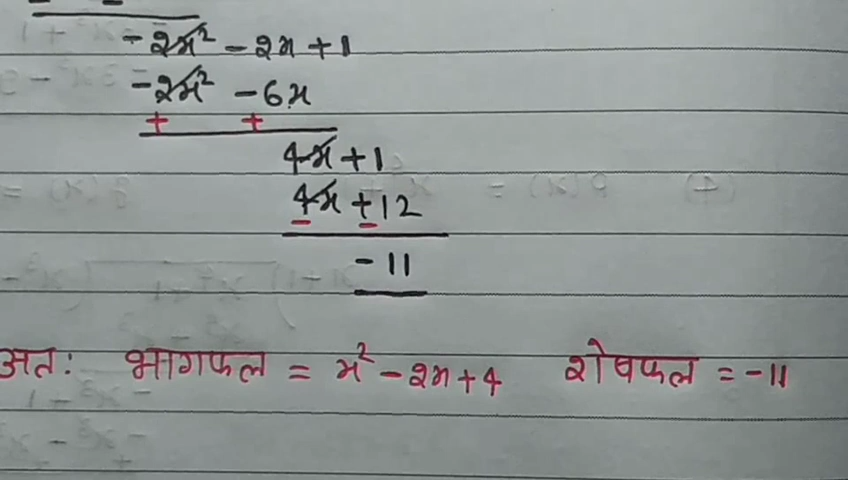 -2x² - 2x + 1
-2x² - 6x
+ +
4x + 1
4x + 12
- -
-11
अतः भागफल = x² - 2x + 4 शेषफल = -11